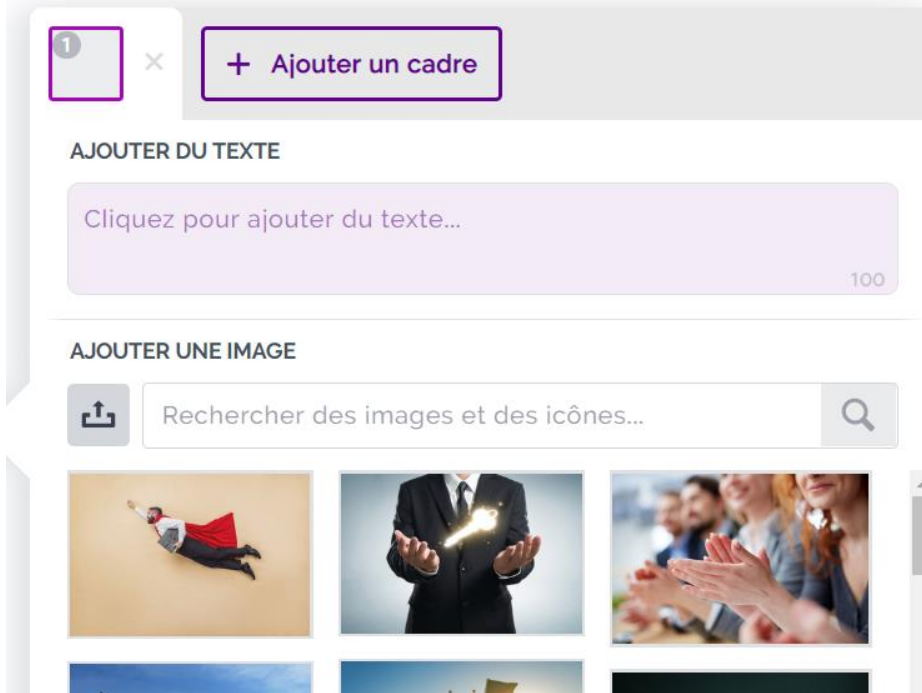 1
+ Ajouter un cadre
AJOUTER DU TEXTE
Cliquez pour ajouter du texte...
100
AJOUTER UNE IMAGE
Rechercher des images et des icônes...